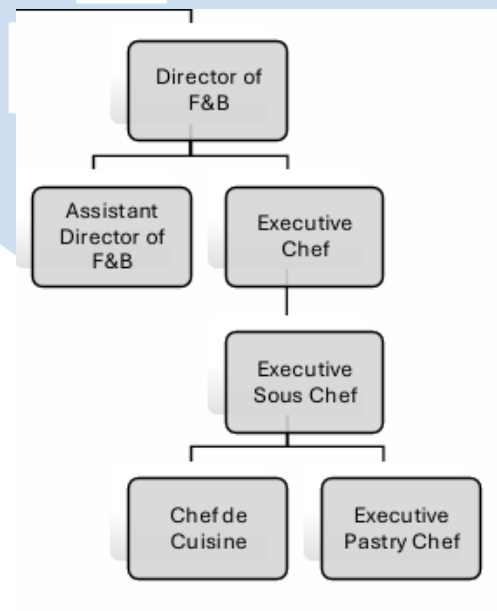 Director of
F&B
Assistant
Director of
F&B
Executive
Chef
Executive
Sous Chef
Chef de
Cuisine
Executive
Pastry Chef